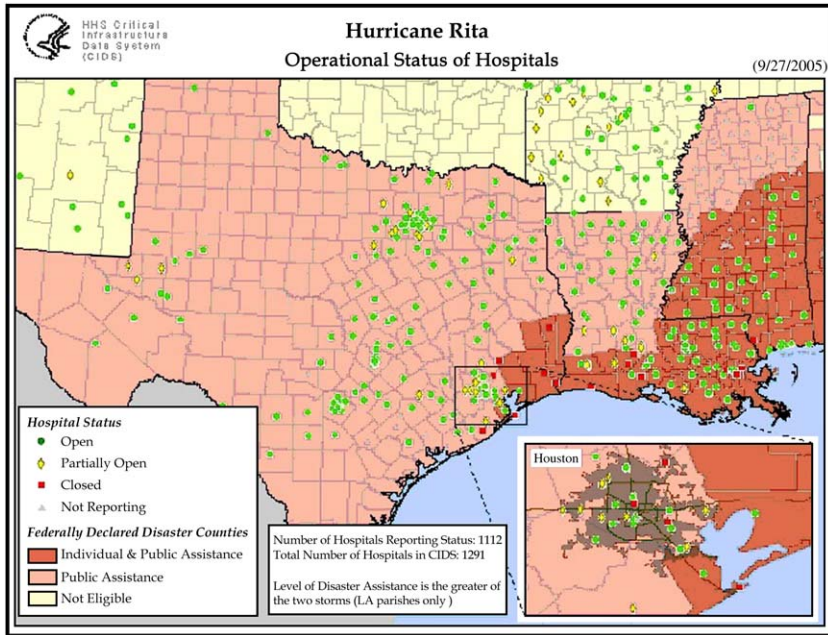 HHS Critical
Infrastructure
Data System
(CIDS)
Hurricane Rita
Operational Status of Hospitals
(9/27/2005)
Hospital Status
Open
Partially Open
Closed
Not Reporting
Federally Declared Disaster Counties
Individual & Public Assistance
Public Assistance
Not Eligible
Number of Hospitals Reporting Status: 1112
Total Number of Hospitals in CIDS: 1291
Level of Disaster Assistance is the greater of
the two storms (LA parishes only )
Houston